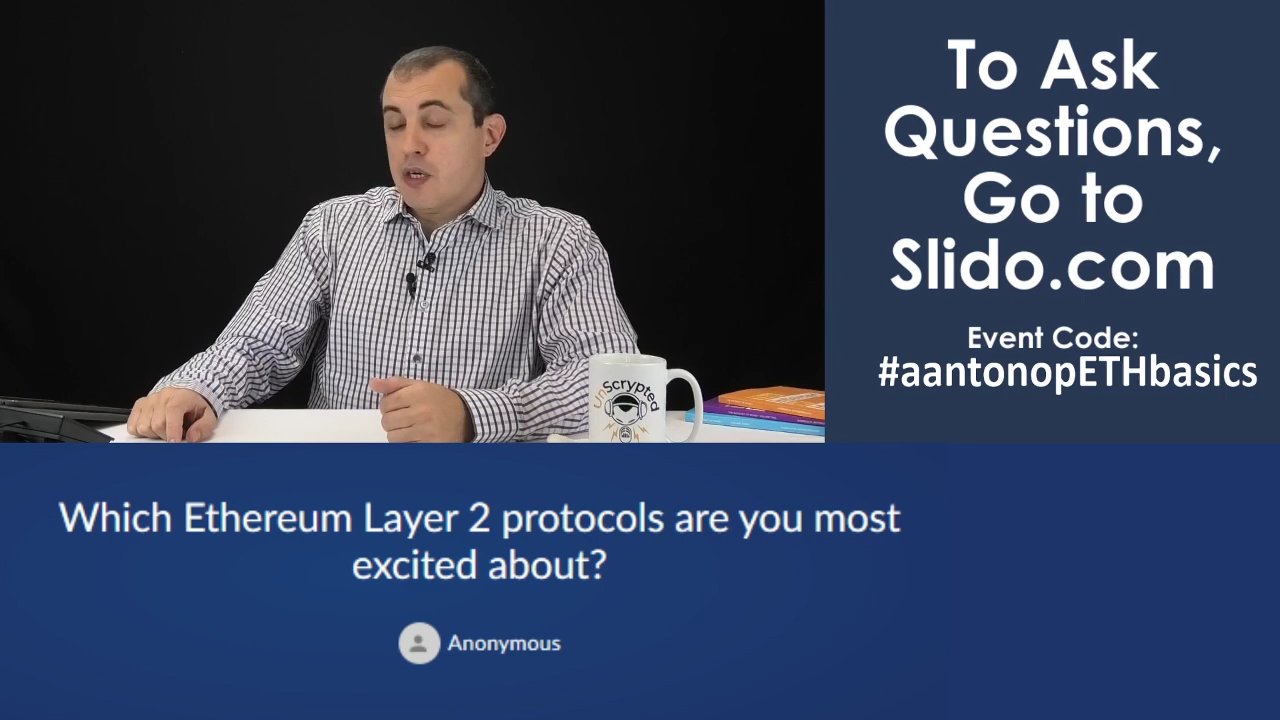 To Ask
Questions,
Go to
Slido.com
Event Code:
#aantonopETHbasics
UnScrypted
Which Ethereum Layer 2 protocols are you most
excited about?
Anonymous